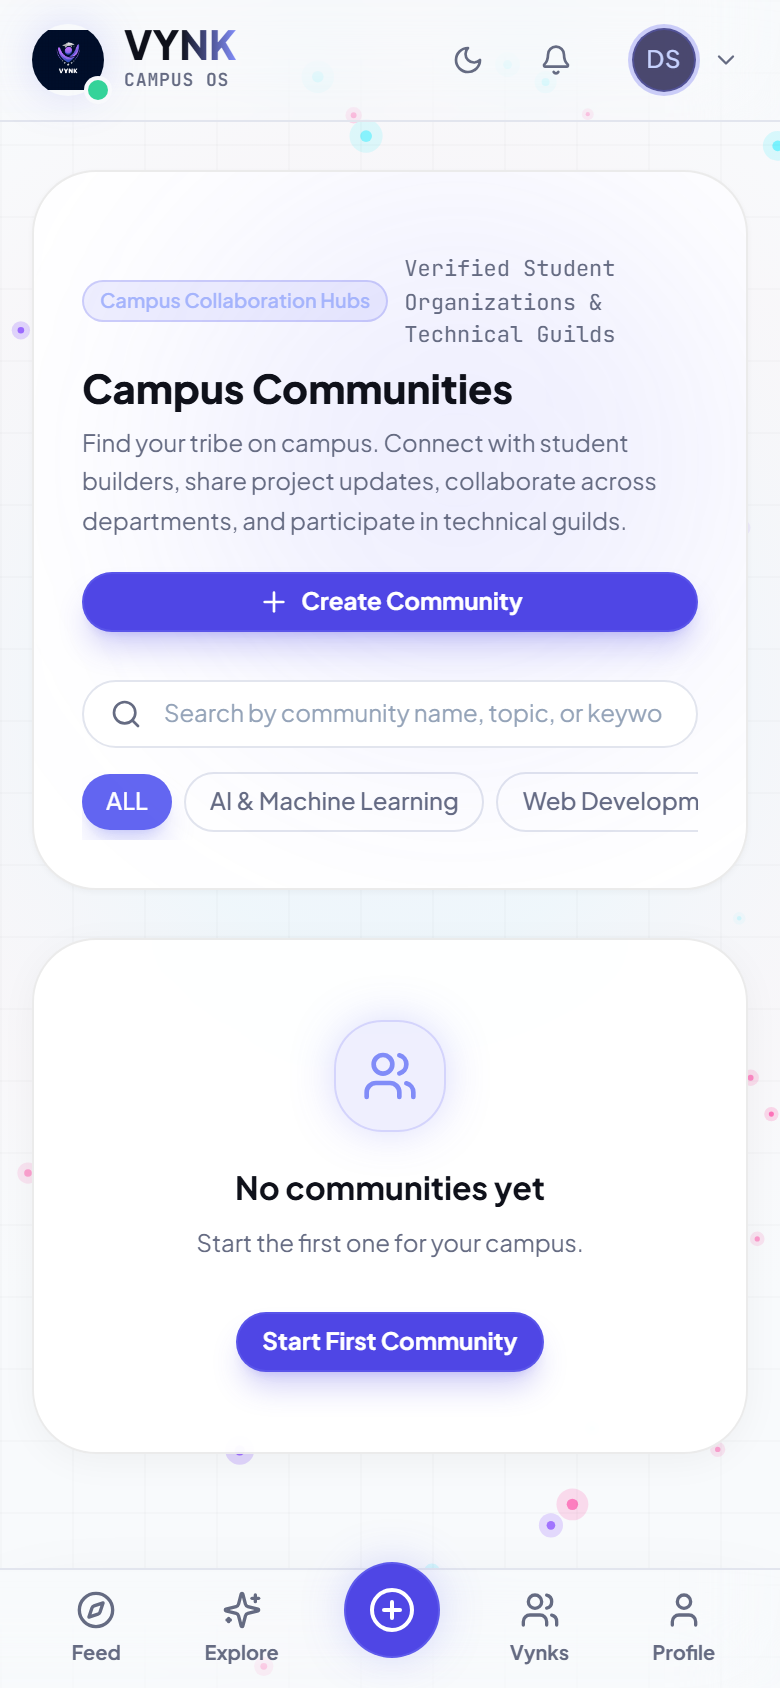 VYNK
CAMPUS OS
VYNK
DS
Campus Collaboration Hubs
Verified Student
Organizations &
Technical Guilds
Campus Communities
Find your tribe on campus. Connect with student
builders, share project updates, collaborate across
departments, and participate in technical guilds.
Create Community
Search by community name, topic, or keywo
ALL
AI & Machine Learning
Web Developm
No communities yet
Start the first one for your campus.
Start First Community
Feed
Explore
Vynks
Profile